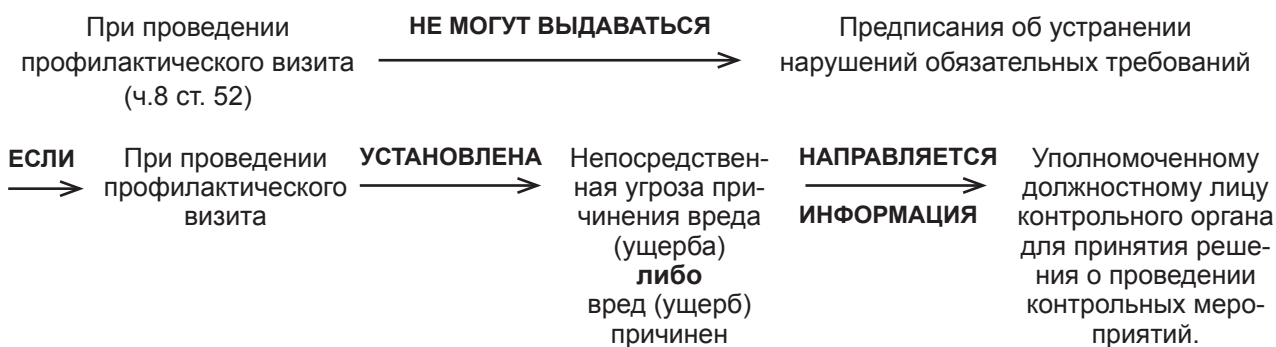 При проведении
профилактического визита
(ч.8 ст. 52)
НЕ МОГУТ ВЫДАВАТЬСЯ
Предписания об устранении
нарушений обязательных требований
ЕСЛИ
При проведении
профилактического
визита
УСТАНОВЛЕНА
Непосредствен-
ная угроза при-
чинения вреда
(ущерба)
либо
вред (ущерб)
причинен
НАПРАВЛЯЕТСЯ
ИНФОРМАЦИЯ
Уполномоченному
должностному лицу
контрольного органа
для принятия реше-
ния о проведении
контрольных меро-
приятий.